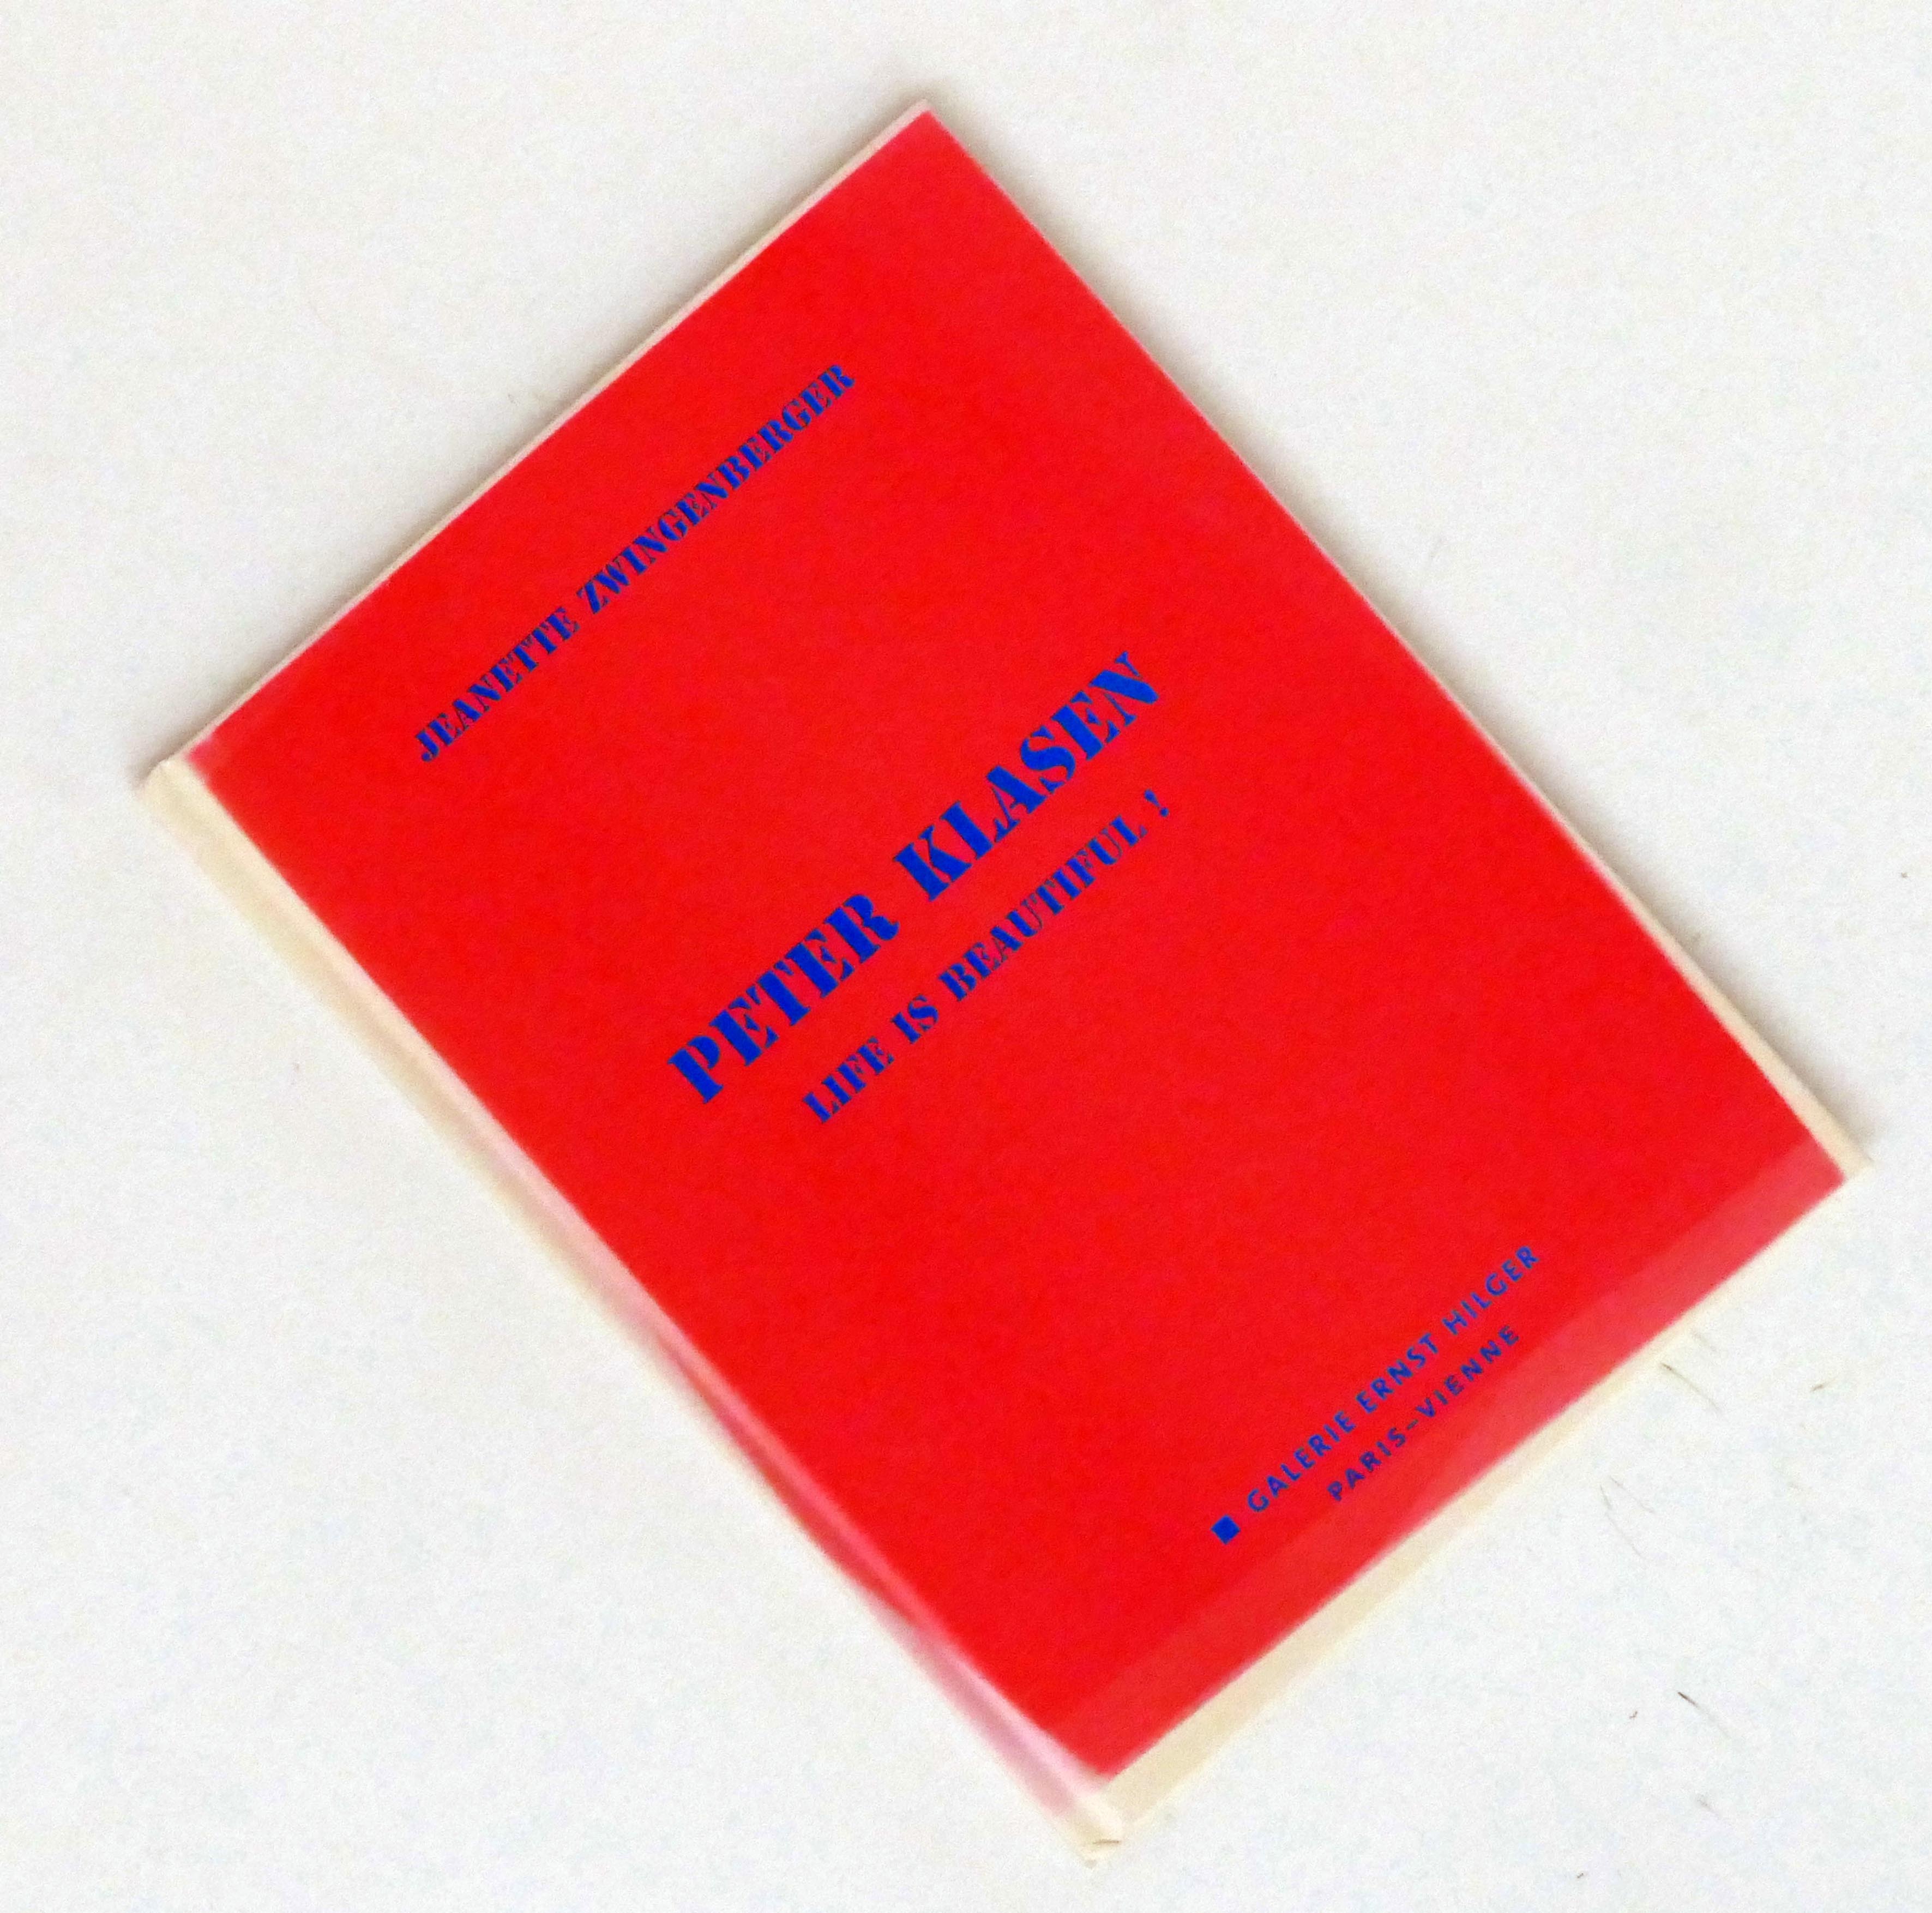 JEANETTE ZWINGENBERGER
PETER KLASEN
LIFE IS BEAUTIFUL !
GALERIE ERNST HILGER
PARIS–VIENNE